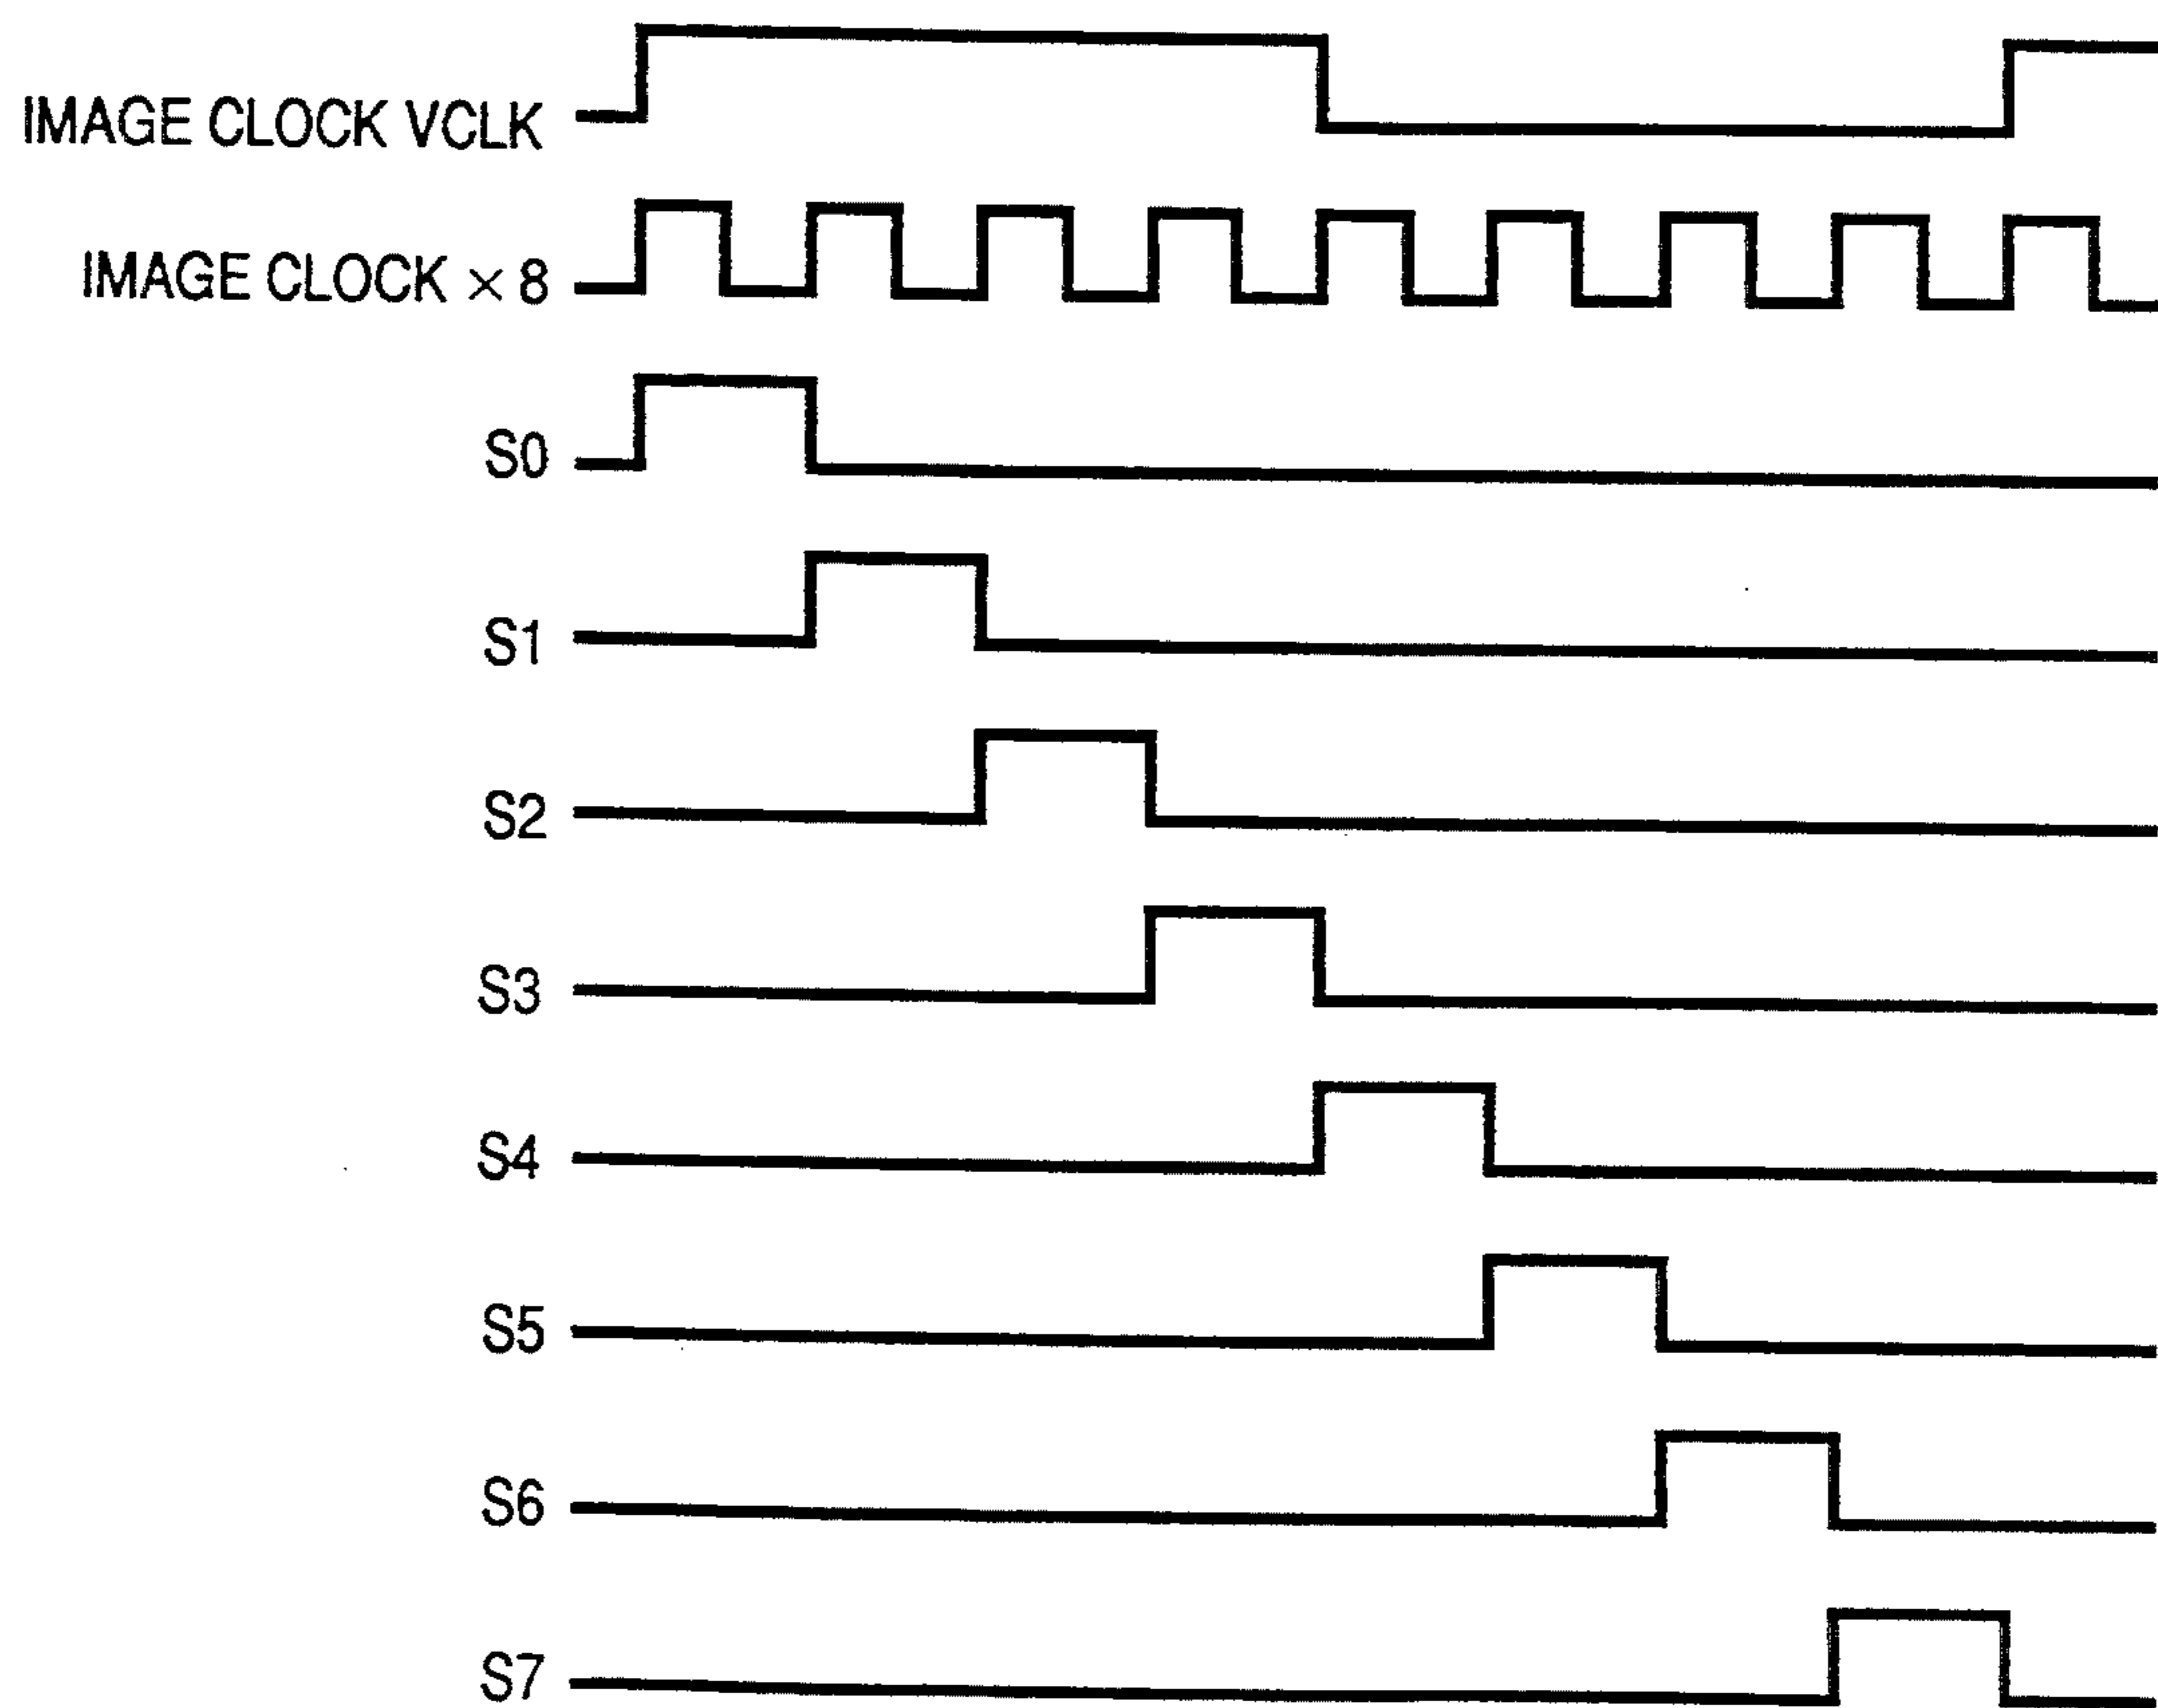 IMAGE CLOCK VCLK
IMAGE CLOCK × 8
S0
S1
S2
S3
S4
S5
S6
S7